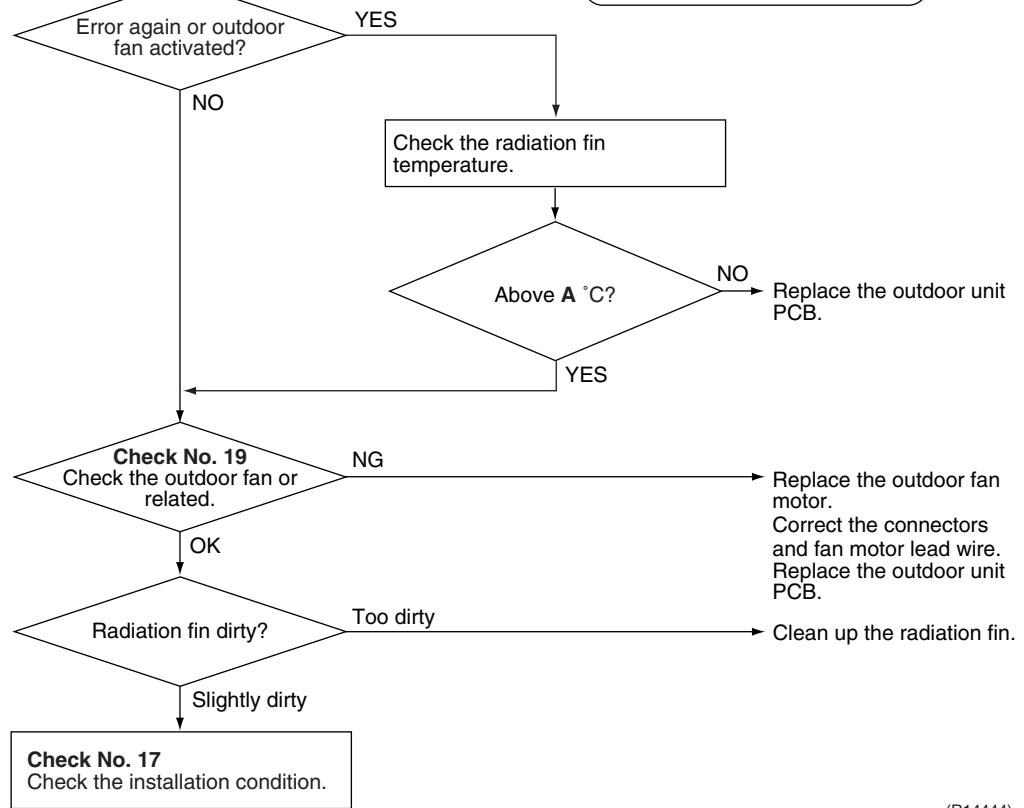 Error again or outdoor
fan activated?
YES
NO
Check the radiation fin
temperature.
Above A °C?
NO
Replace the outdoor unit
PCB.
YES
Check No. 19
Check the outdoor fan or
related.
NG
Replace the outdoor fan
motor.
Correct the connectors
and fan motor lead wire.
Replace the outdoor unit
PCB.
OK
Radiation fin dirty?
Too dirty
Clean up the radiation fin.
Slightly dirty
Check No. 17
Check the installation condition.
(R14444)